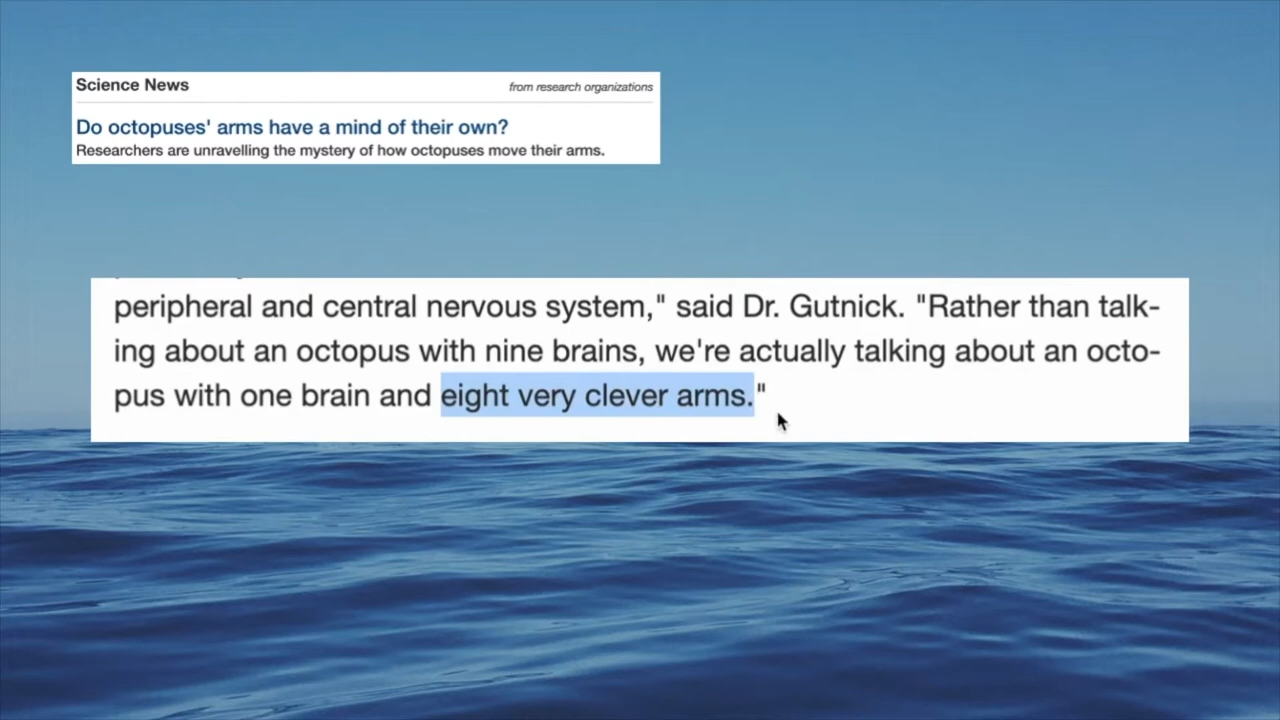 Science News
from research organizations
Do octopuses' arms have a mind of their own?
Researchers are unravelling the mystery of how octopuses move their arms.
peripheral and central nervous system," said Dr. Gutnick. "Rather than talk-
ing about an octopus with nine brains, we're actually talking about an octo-
pus with one brain and eight very clever arms."